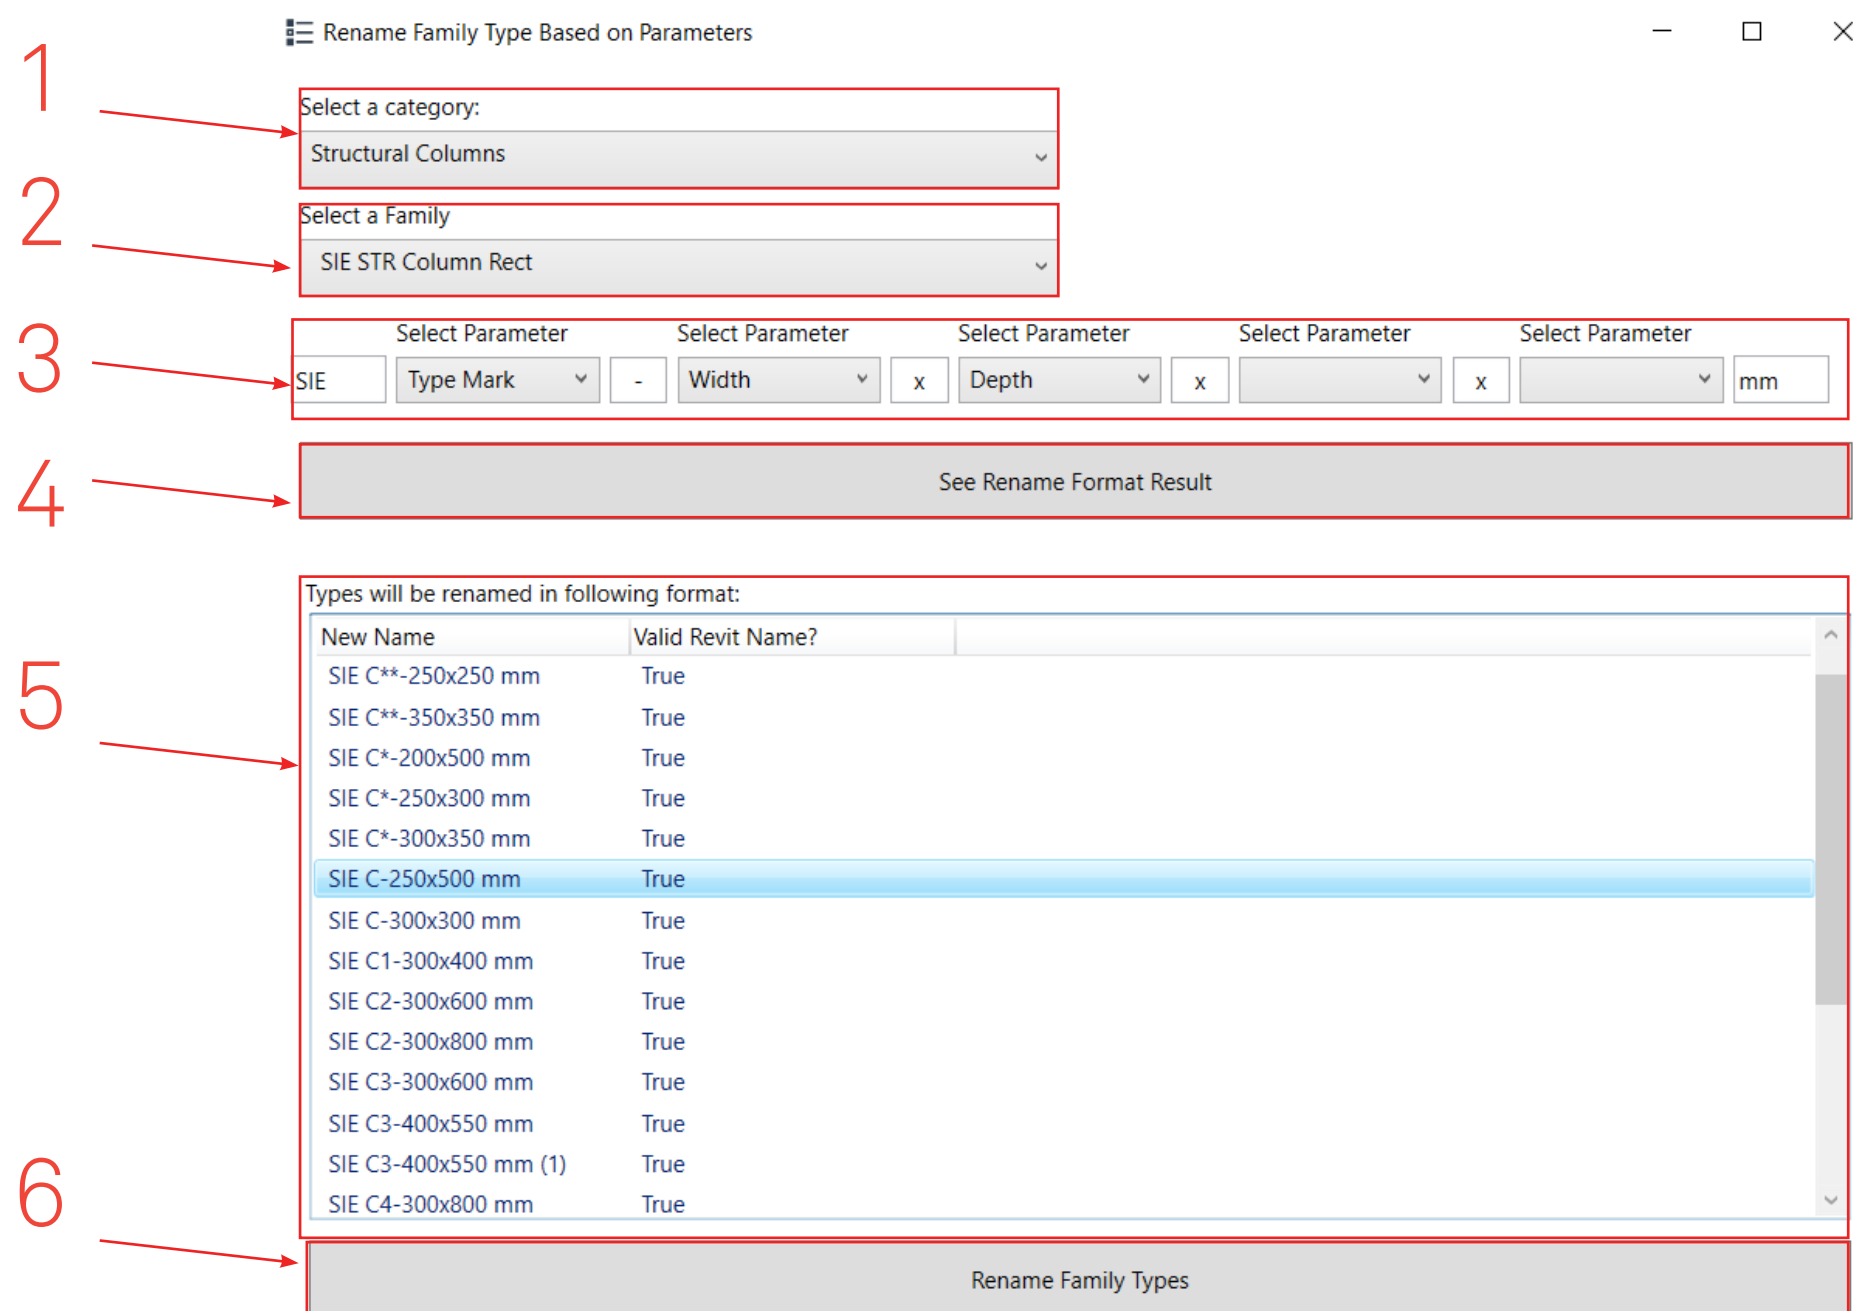 Rename Family Type Based on Parameters
1
Select a category:
Structural Columns
2
Select a Family
SIE STR Column Rect
3
Select Parameter Select Parameter Select Parameter Select Parameter Select Parameter
SIE Type Mark - Width x Depth x x mm
4
See Rename Format Result
Types will be renamed in following format:
New Name Valid Revit Name?
5
SIE C**-250x250 mm True
SIE C**-350x350 mm True
SIE C*-200x500 mm True
SIE C*-250x300 mm True
SIE C*-300x350 mm True
SIE C-250x500 mm True
SIE C-300x300 mm True
SIE C1-300x400 mm True
SIE C2-300x600 mm True
SIE C2-300x800 mm True
SIE C3-300x600 mm True
SIE C3-400x550 mm True
SIE C3-400x550 mm (1) True
SIE C4-300x800 mm True
6
Rename Family Types